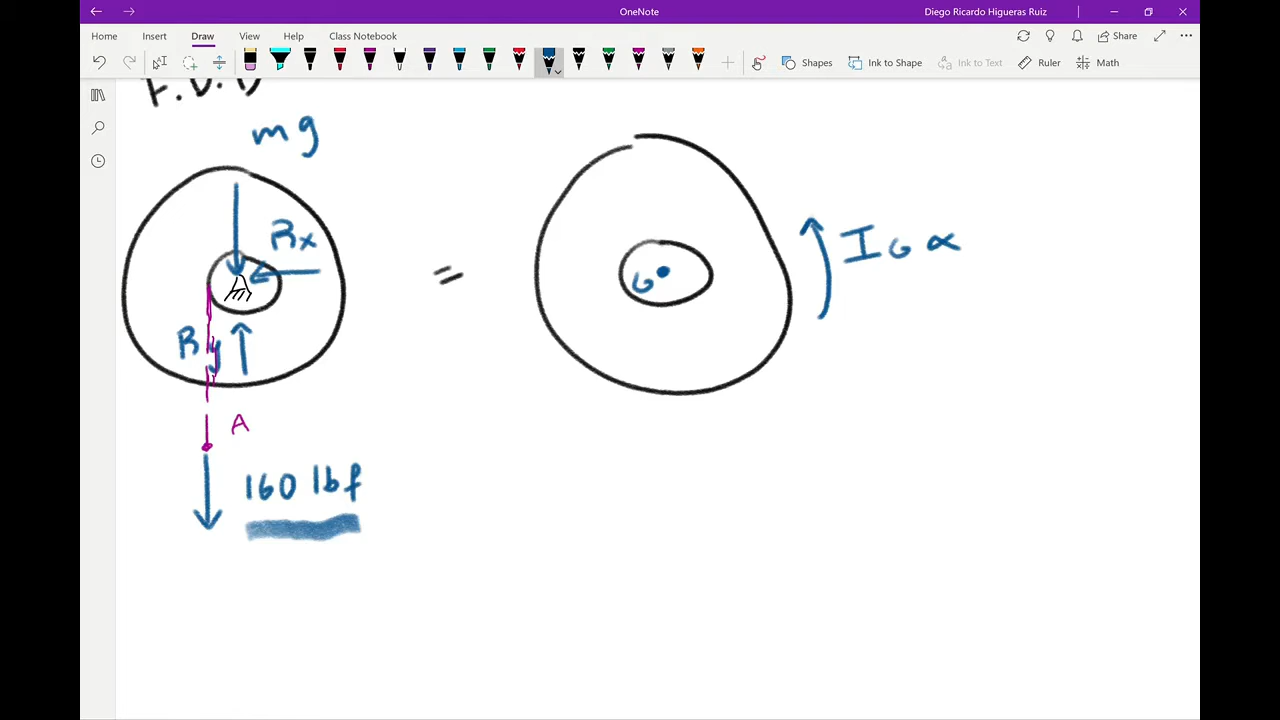 OneNote
Diego Ricardo Higueras Ruiz
Home Insert Draw View Help Class Notebook
Share
Shapes Ink to Shape Ink to Text Ruler Math
F.B.D
mg
Rx
Ry
A
160 lbf
=
G
IG α